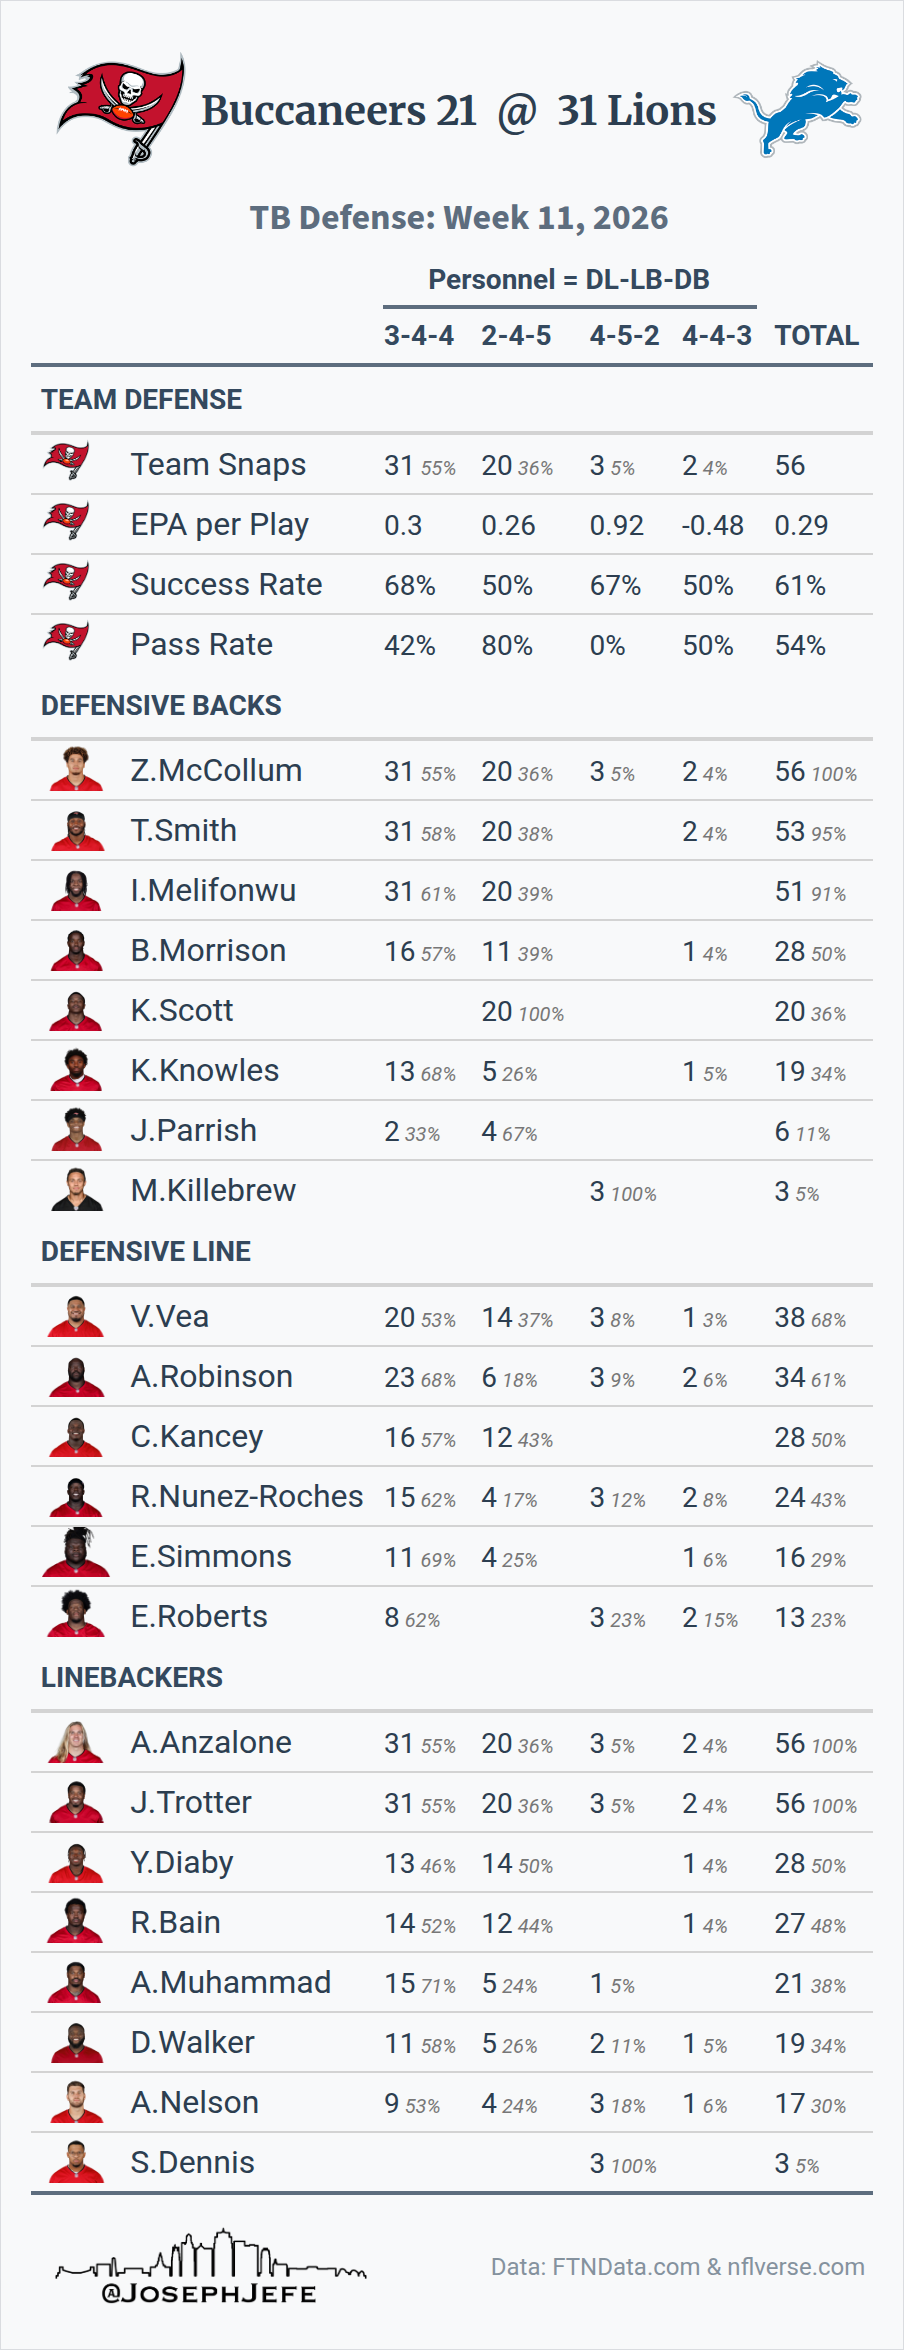 Buccaneers 21 @ 31 Lions
TB Defense: Week 11, 2026
Personnel = DL-LB-DB
3-4-4 2-4-5 4-5-2 4-4-3 TOTAL
TEAM DEFENSE
Team Snaps 31 55% 20 36% 3 5% 2 4% 56
EPA per Play 0.3 0.26 0.92 -0.48 0.29
Success Rate 68% 50% 67% 50% 61%
Pass Rate 42% 80% 0% 50% 54%
DEFENSIVE BACKS
Z.McCollum 31 55% 20 36% 3 5% 2 4% 56 100%
T.Smith 31 58% 20 38% 2 4% 53 95%
I.Melifonwu 31 61% 20 39% 51 91%
B.Morrison 16 57% 11 39% 1 4% 28 50%
K.Scott 20 100% 20 36%
K.Knowles 13 68% 5 26% 1 5% 19 34%
J.Parrish 2 33% 4 67% 6 11%
M.Killebrew 3 100% 3 5%
DEFENSIVE LINE
V.Vea 20 53% 14 37% 3 8% 1 3% 38 68%
A.Robinson 23 68% 6 18% 3 9% 2 6% 34 61%
C.Kancey 16 57% 12 43% 28 50%
R.Nunez-Roches 15 62% 4 17% 3 12% 2 8% 24 43%
E.Simmons 11 69% 4 25% 1 6% 16 29%
E.Roberts 8 62% 3 23% 2 15% 13 23%
LINEBACKERS
A.Anzalone 31 55% 20 36% 3 5% 2 4% 56 100%
J.Trotter 31 55% 20 36% 3 5% 2 4% 56 100%
Y.Diaby 13 46% 14 50% 1 4% 28 50%
R.Bain 14 52% 12 44% 1 4% 27 48%
A.Muhammad 15 71% 5 24% 1 5% 21 38%
D.Walker 11 58% 5 26% 2 11% 1 5% 19 34%
A.Nelson 9 53% 4 24% 3 18% 1 6% 17 30%
S.Dennis 3 100% 3 5%
@JOSEPHJEFE
Data: FTNData.com & nflverse.com